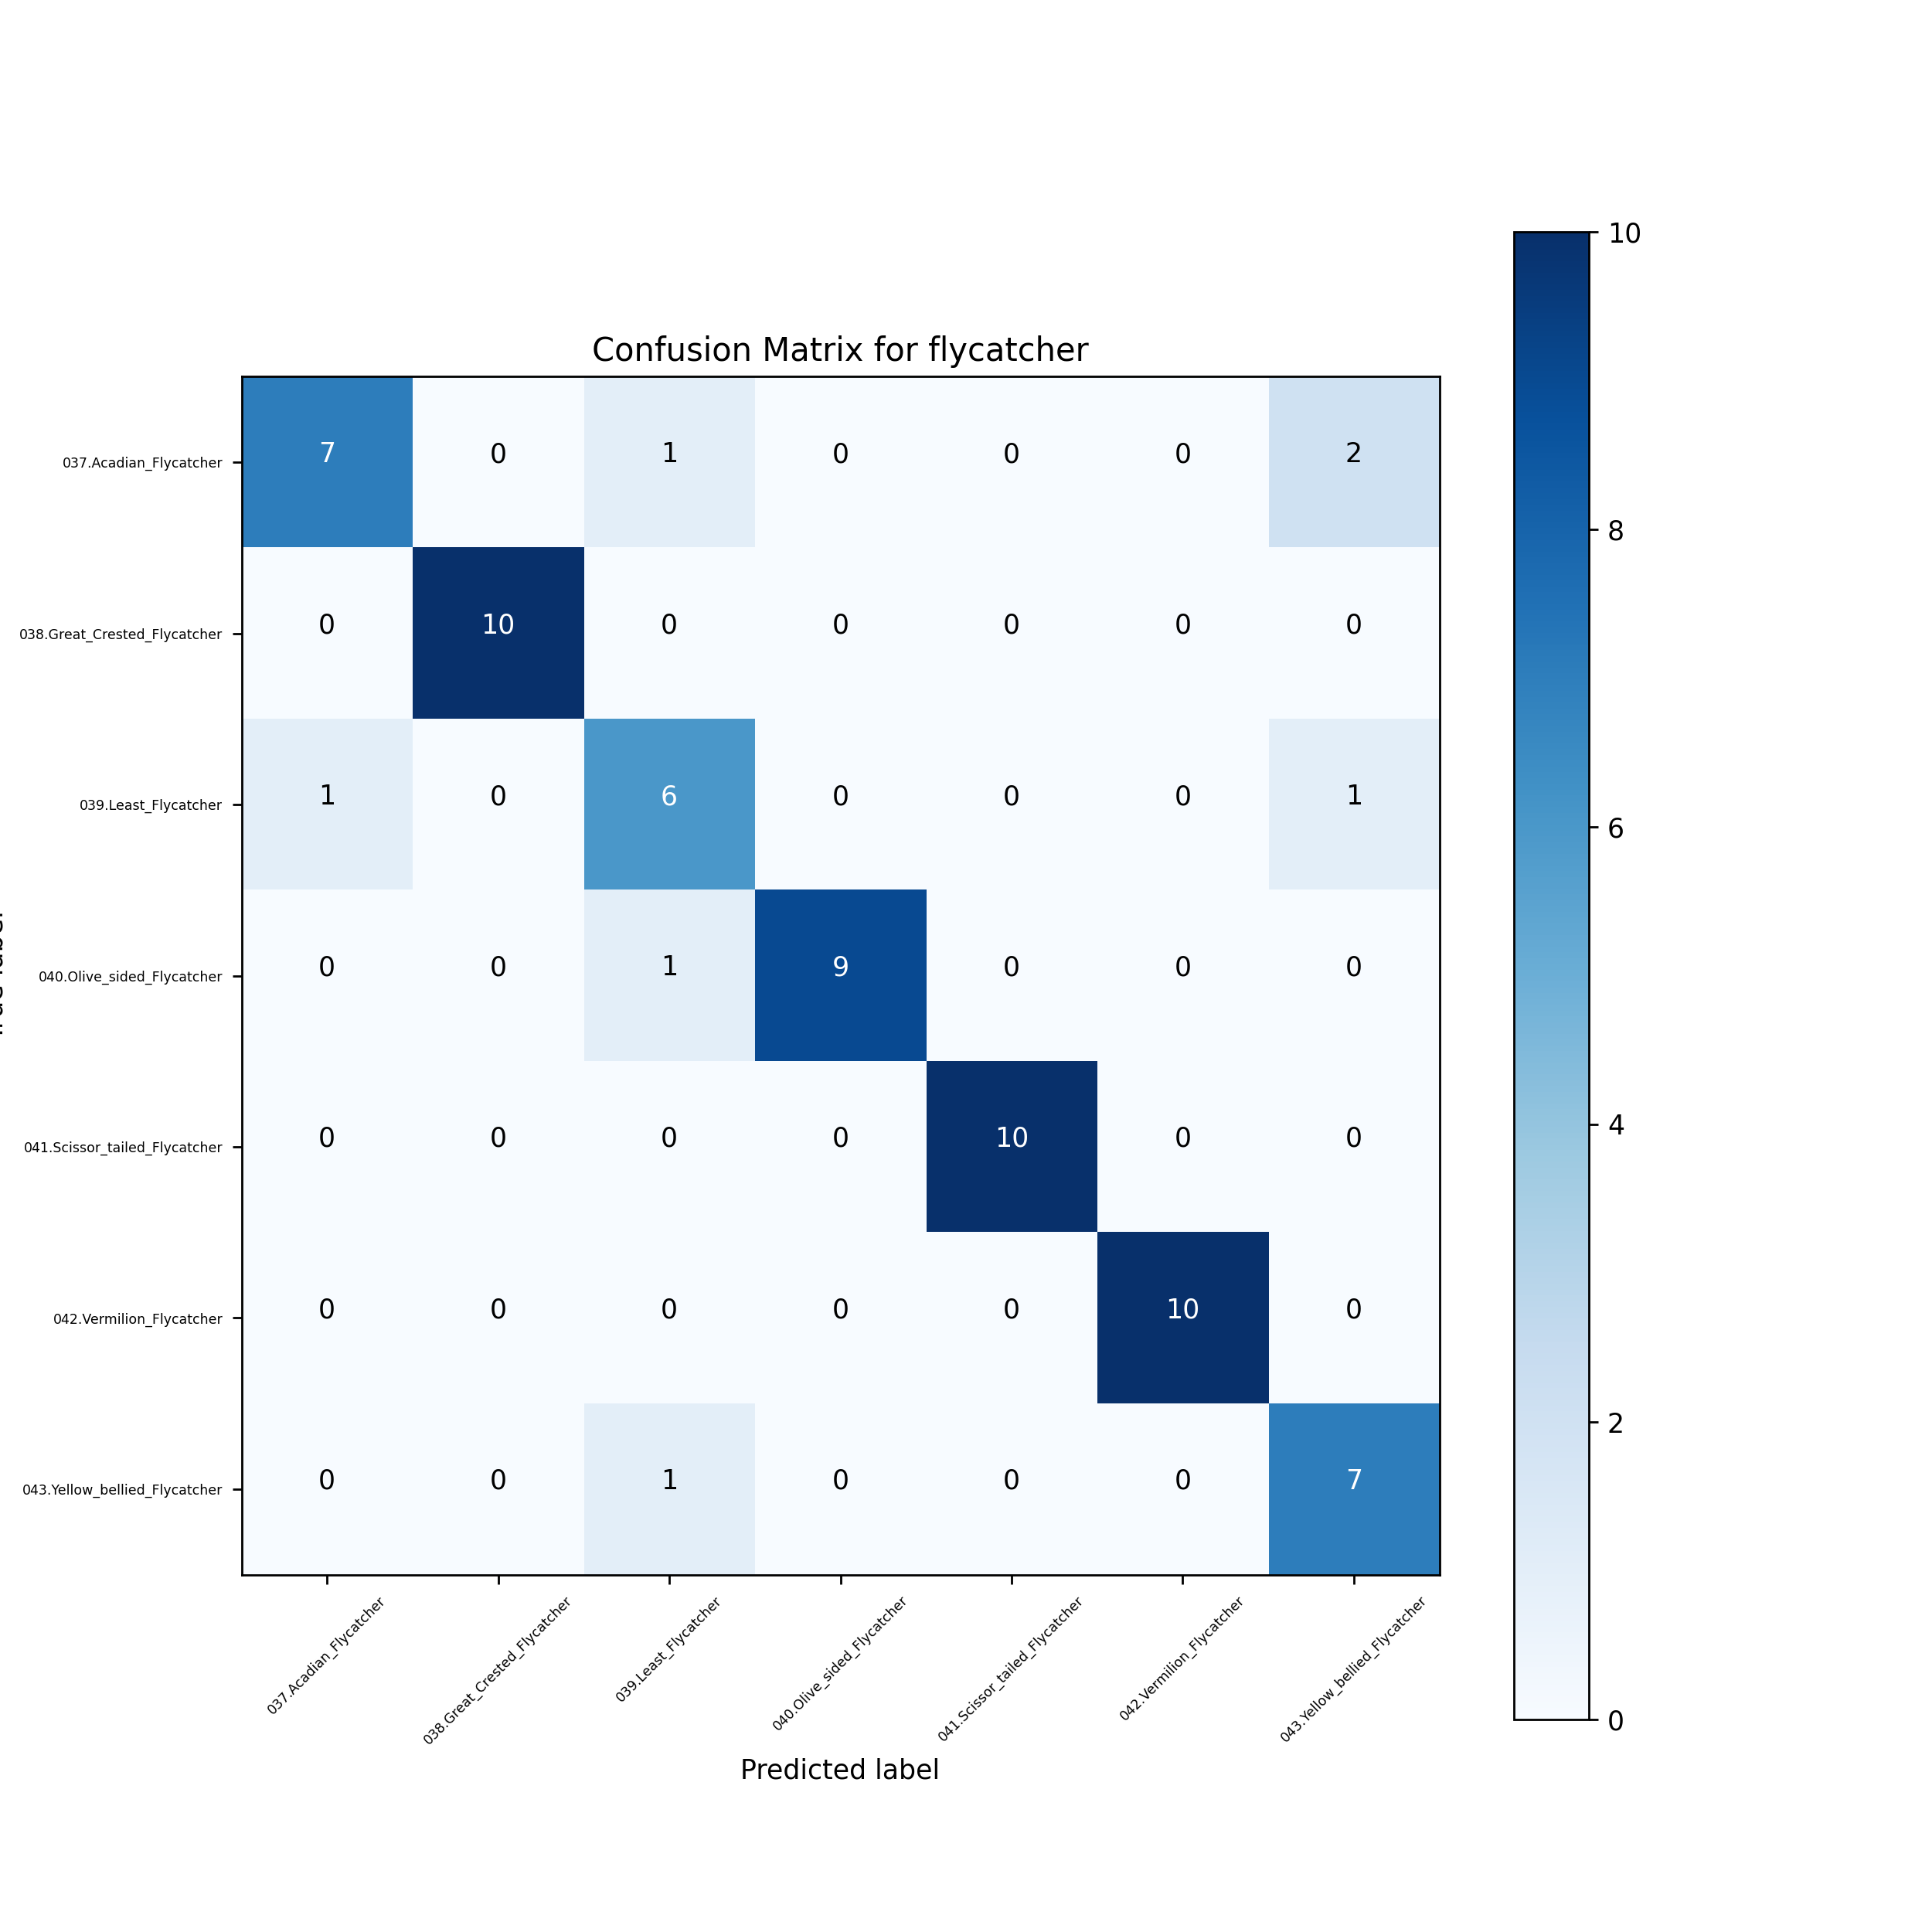 Confusion Matrix for flycatcher
037.Acadian_Flycatcher 7 0 1 0 0 0 2
038.Great_Crested_Flycatcher 0 10 0 0 0 0 0
039.Least_Flycatcher 1 0 6 0 0 0 1
040.Olive_sided_Flycatcher 0 0 1 9 0 0 0
041.Scissor_tailed_Flycatcher 0 0 0 0 10 0 0
042.Vermilion_Flycatcher 0 0 0 0 0 10 0
043.Yellow_bellied_Flycatcher 0 0 1 0 0 0 7
037.Acadian_Flycatcher
038.Great_Crested_Flycatcher
039.Least_Flycatcher
040.Olive_sided_Flycatcher
041.Scissor_tailed_Flycatcher
042.Vermilion_Flycatcher
043.Yellow_bellied_Flycatcher
Predicted label
10
8
6
4
2
0